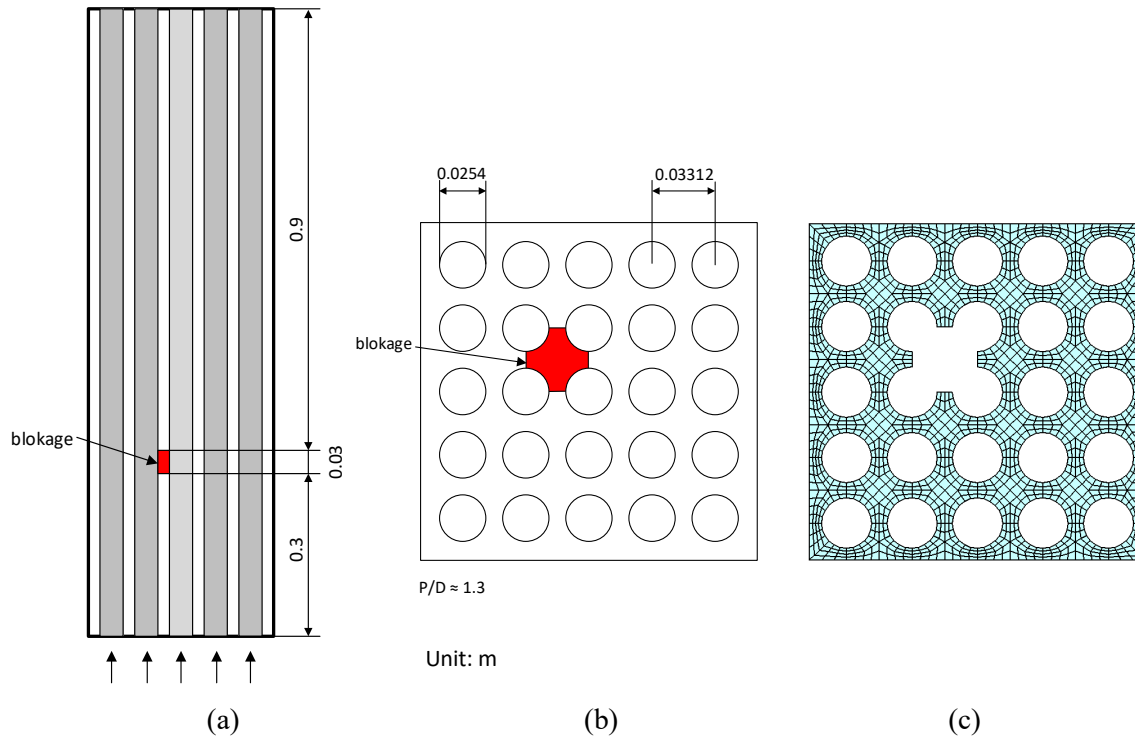 0.9
blokage
0.03
0.3
(a)
0.0254
0.03312
blokage
P/D ≈ 1.3
Unit: m
(b)
(c)